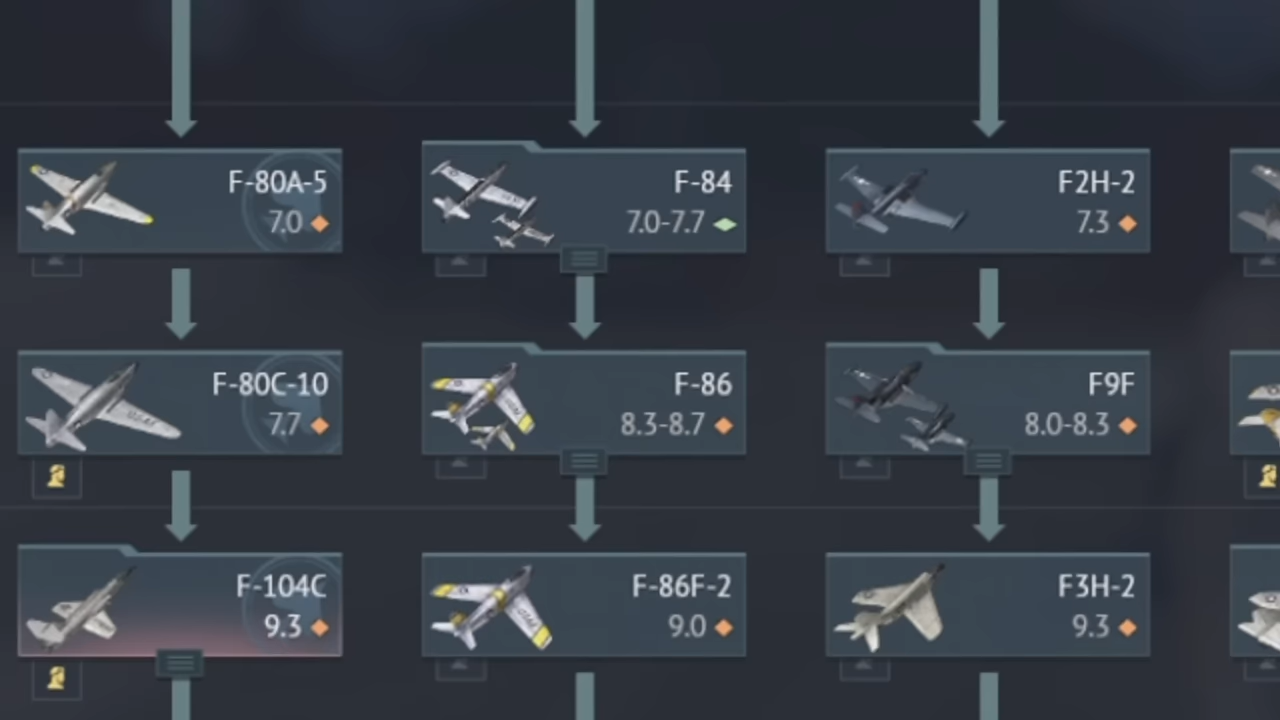 F-80A-5
7.0
F-84
7.0-7.7
F2H-2
7.3
F-80C-10
7.7
F-86
8.3-8.7
F9F
8.0-8.3
F-104C
9.3
F-86F-2
9.0
F3H-2
9.3